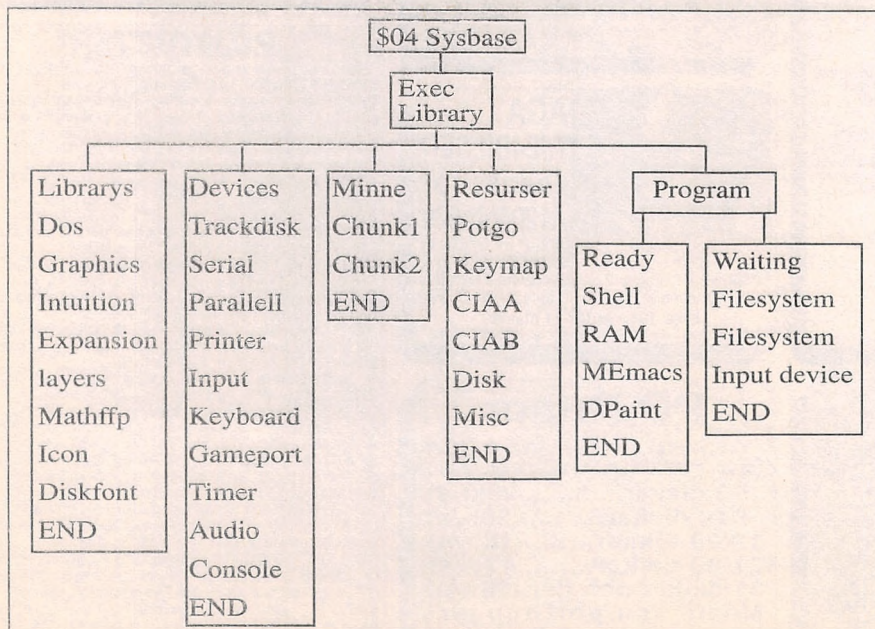 $04 Sysbase
Exec
Library
Librarys
Dos
Graphics
Intuition
Expansion
layers
Mathffp
Icon
Diskfont
END
Devices
Trackdisk
Serial
Parallell
Printer
Input
Keyboard
Gameport
Timer
Audio
Console
END
Minne
Chunk1
Chunk2
END
Resurser
Potgo
Keymap
CIAA
CIAB
Disk
Misc
END
Program
Ready
Shell
RAM
MEmacs
DPaint
END
Waiting
Filesystem
Filesystem
Input device
END